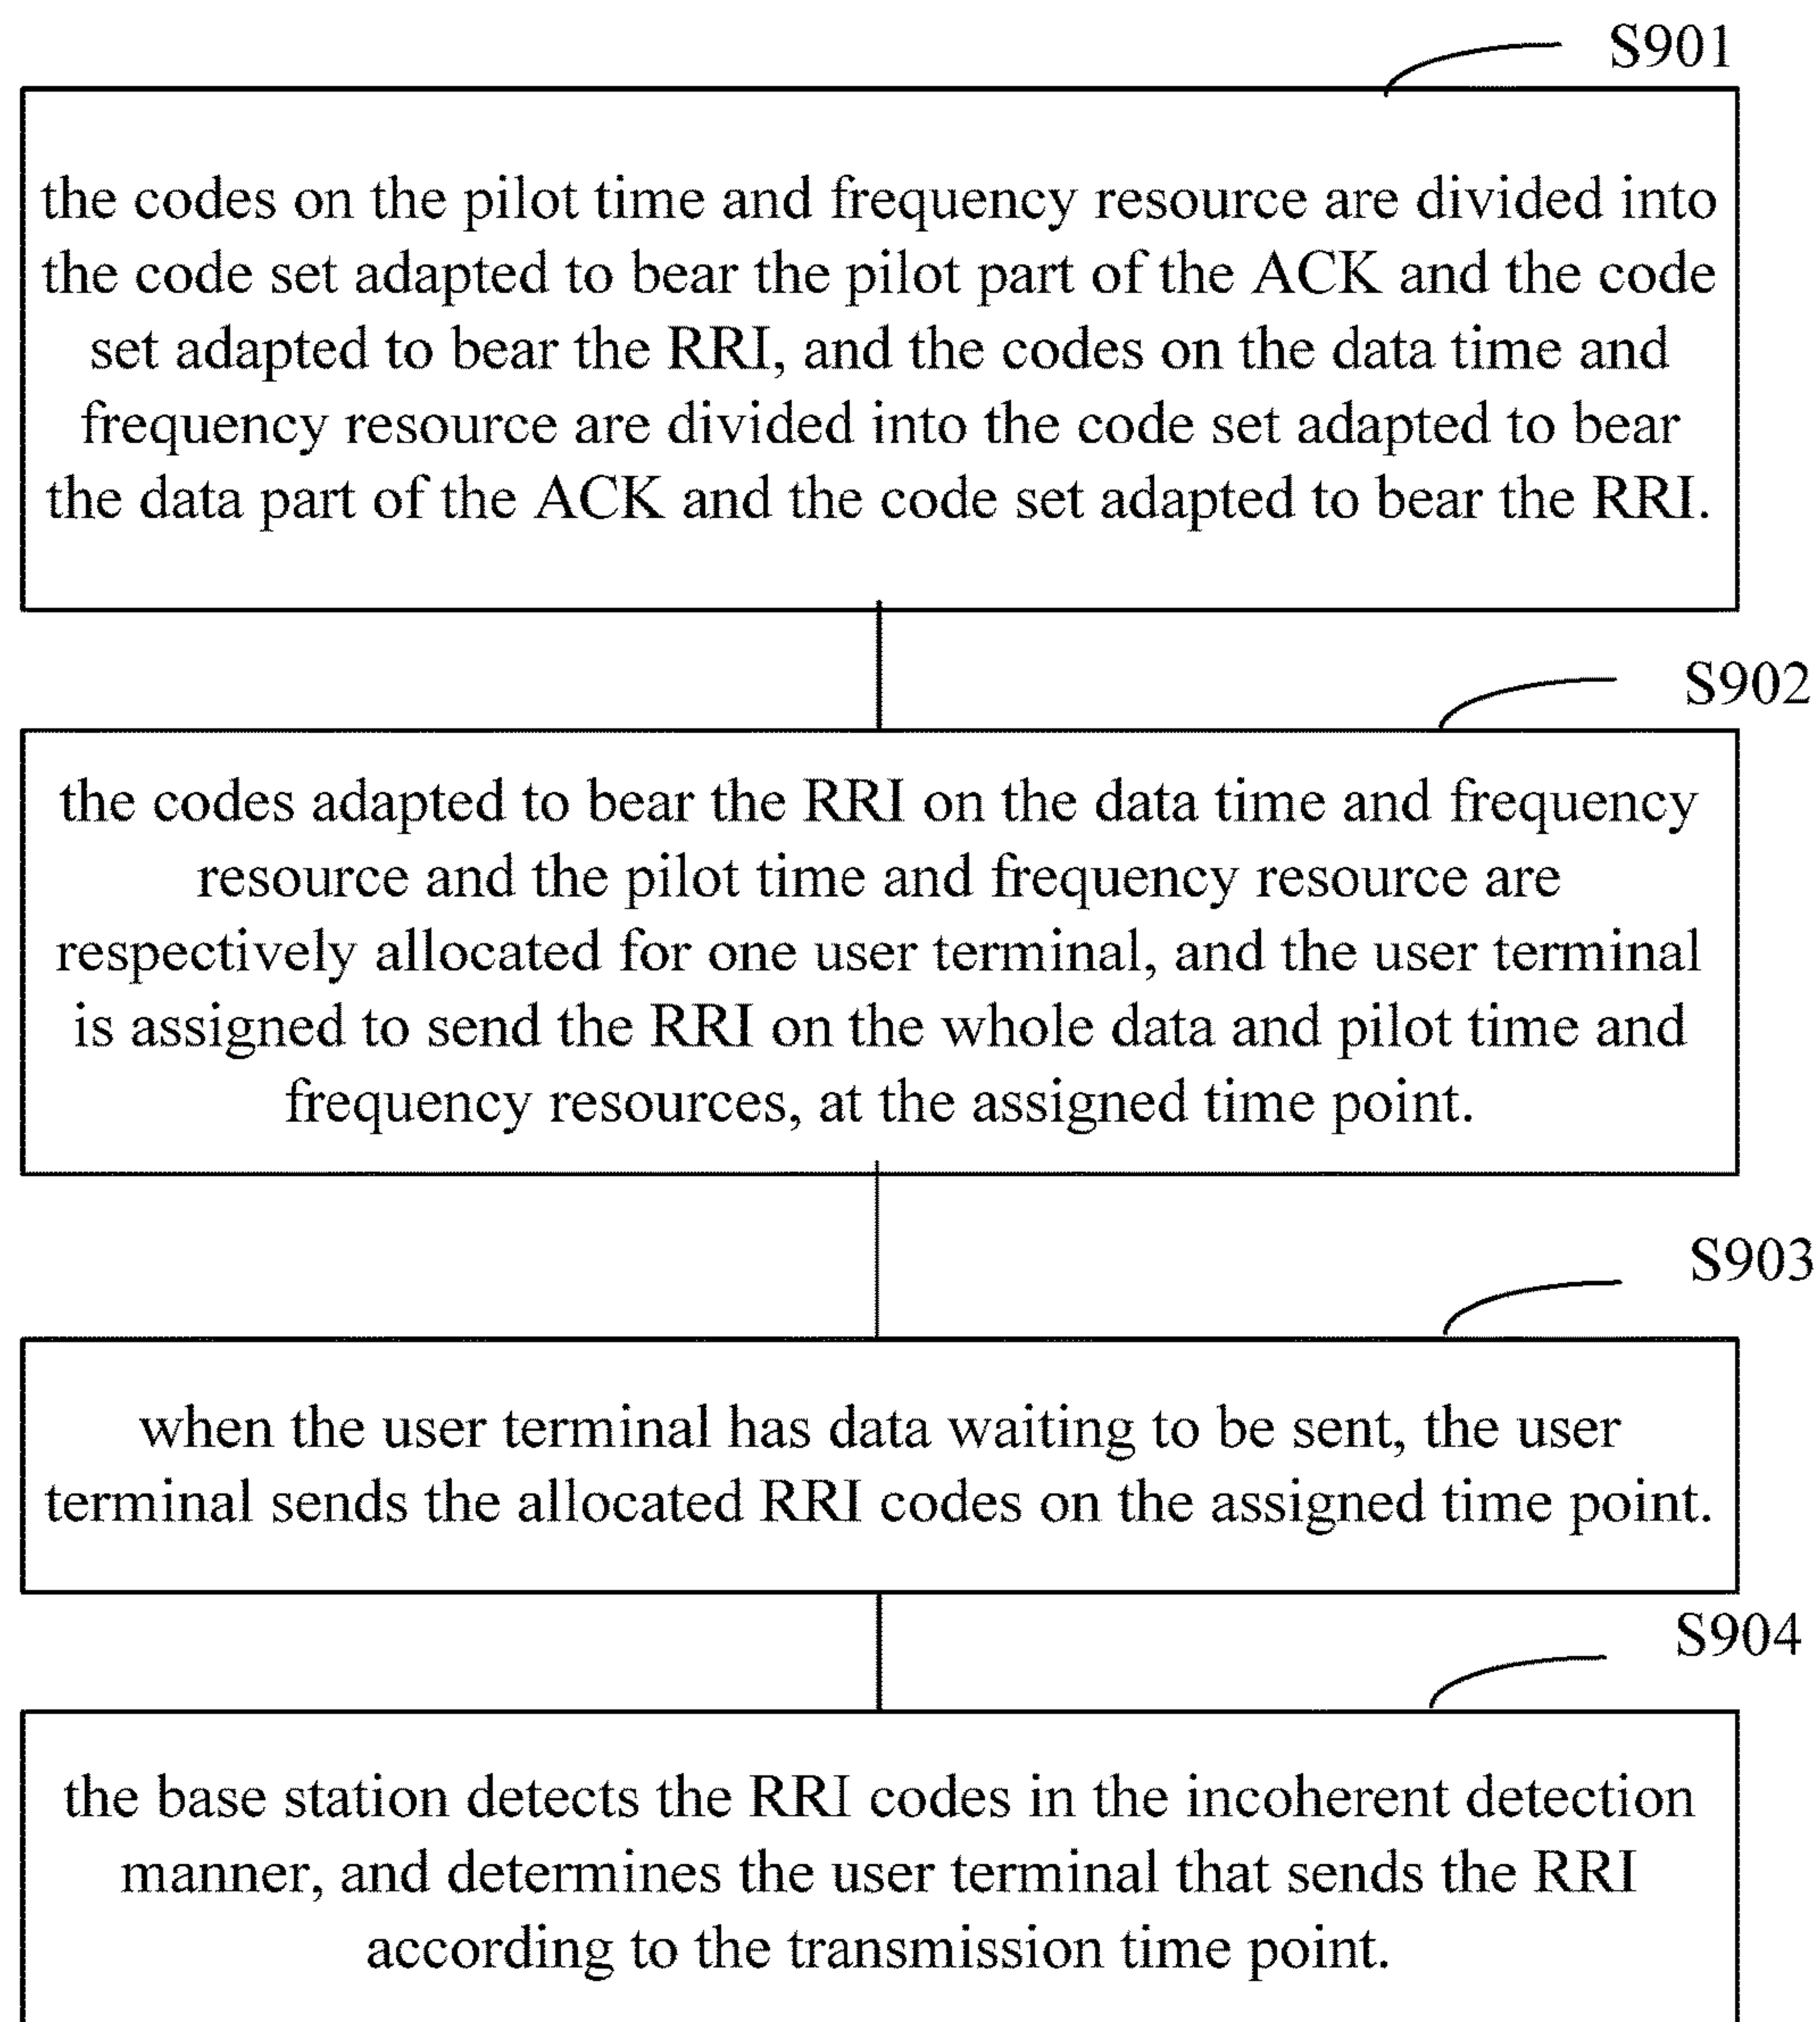 S901
the codes on the pilot time and frequency resource are divided into
the code set adapted to bear the pilot part of the ACK and the code
set adapted to bear the RRI, and the codes on the data time and
frequency resource are divided into the code set adapted to bear
the data part of the ACK and the code set adapted to bear the RRI.
S902
the codes adapted to bear the RRI on the data time and frequency
resource and the pilot time and frequency resource are
respectively allocated for one user terminal, and the user terminal
is assigned to send the RRI on the whole data and pilot time and
frequency resources, at the assigned time point.
S903
when the user terminal has data waiting to be sent, the user
terminal sends the allocated RRI codes on the assigned time point.
S904
the base station detects the RRI codes in the incoherent detection
manner, and determines the user terminal that sends the RRI
according to the transmission time point.